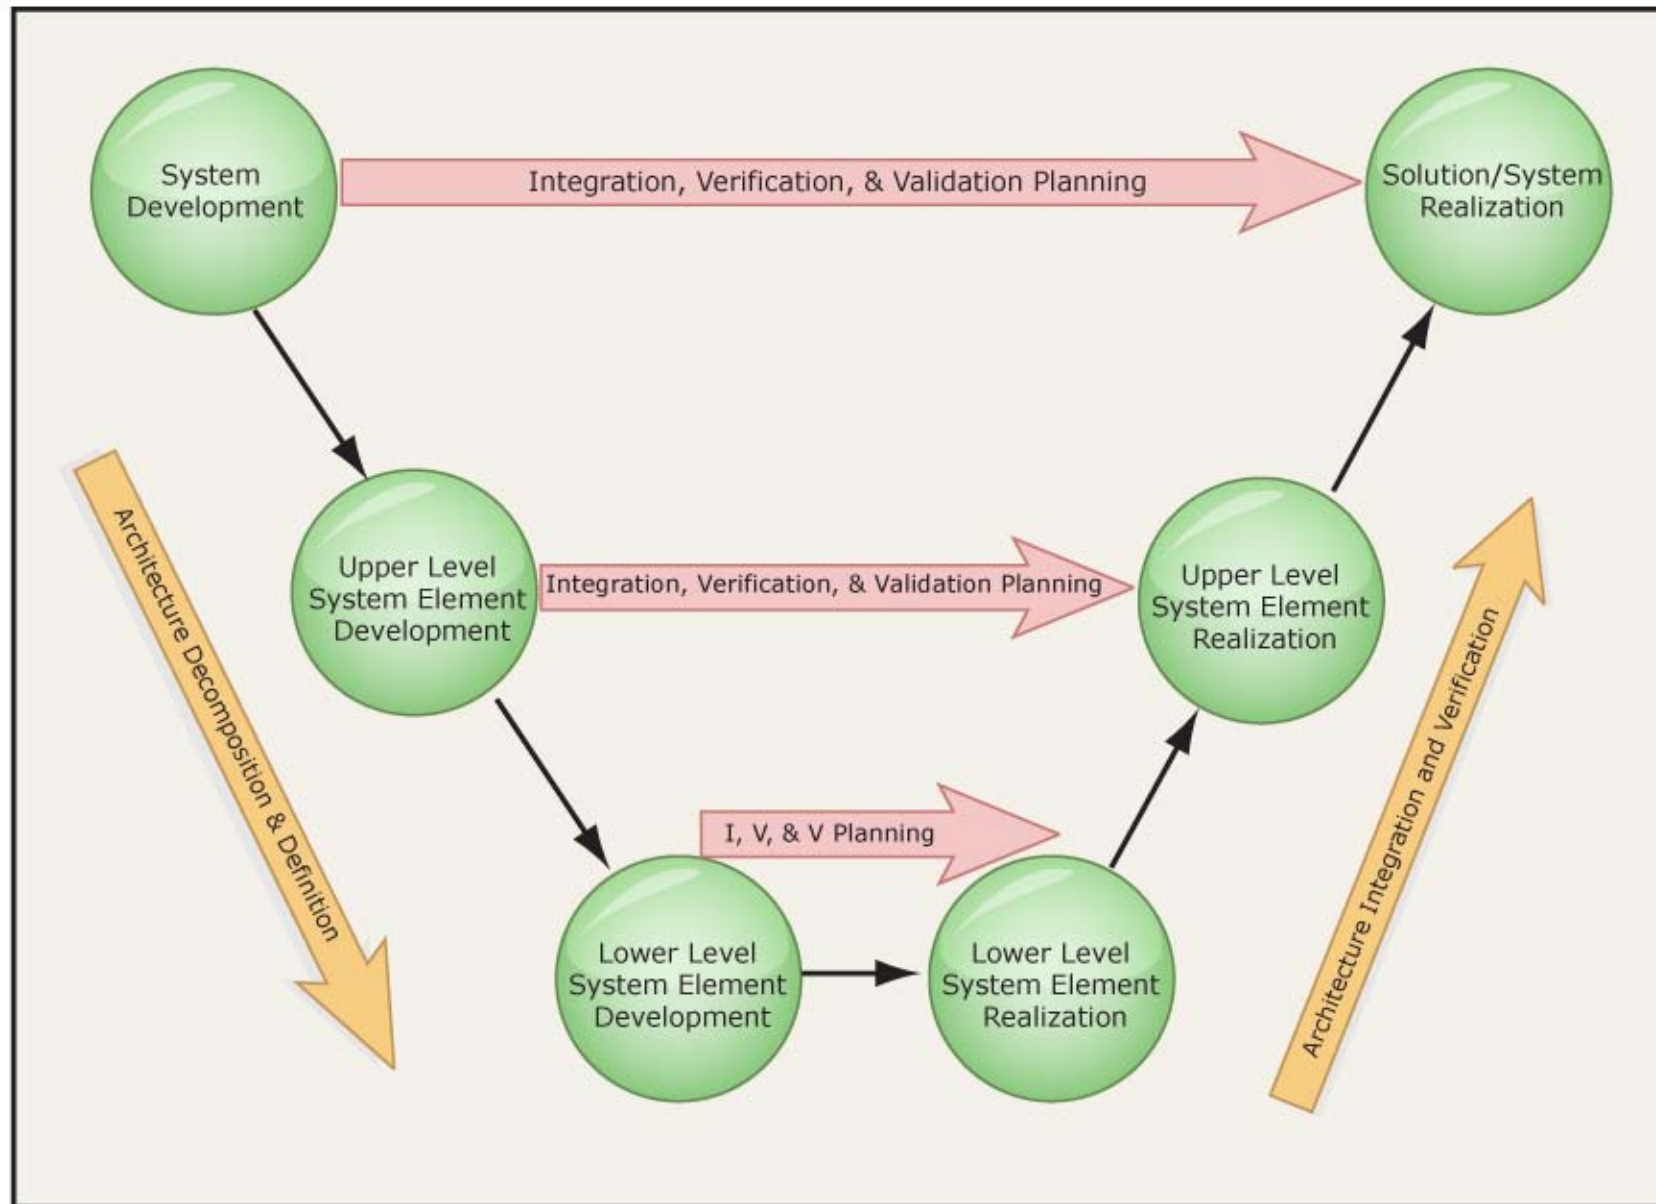 System
Development
Integration, Verification, & Validation Planning
Solution/System
Realization
Architecture Decomposition & Definition
Upper Level
System Element
Development
Integration, Verification, & Validation Planning
Upper Level
System Element
Realization
Architecture Integration and Verification
I, V, & V Planning
Lower Level
System Element
Development
Lower Level
System Element
Realization